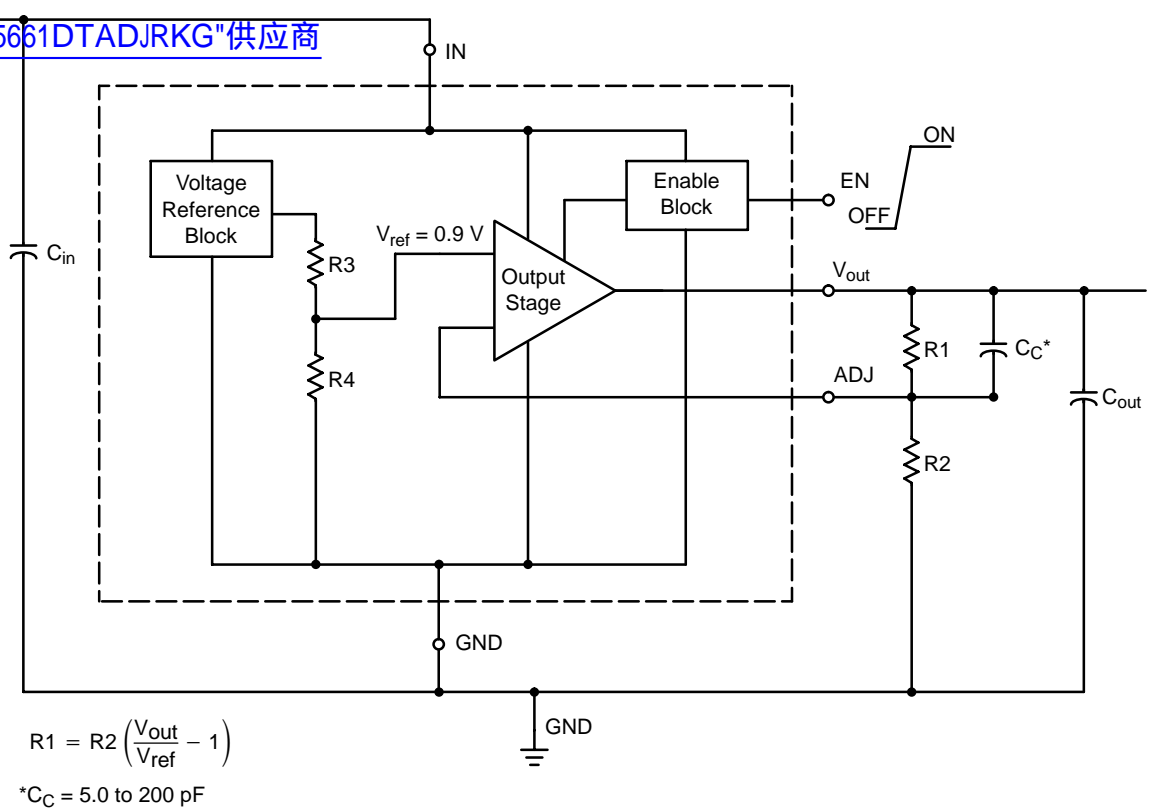 5661DTADJRKG"供应商
IN
ON
Voltage
Reference
Block
Enable
Block
EN
OFF
Vref = 0.9 V
Cin
R3
Output
Stage
Vout
R1
CC*
R4
ADJ
Cout
R2
GND
GND
R1 = R2 (Vout/Vref − 1)
*CC = 5.0 to 200 pF